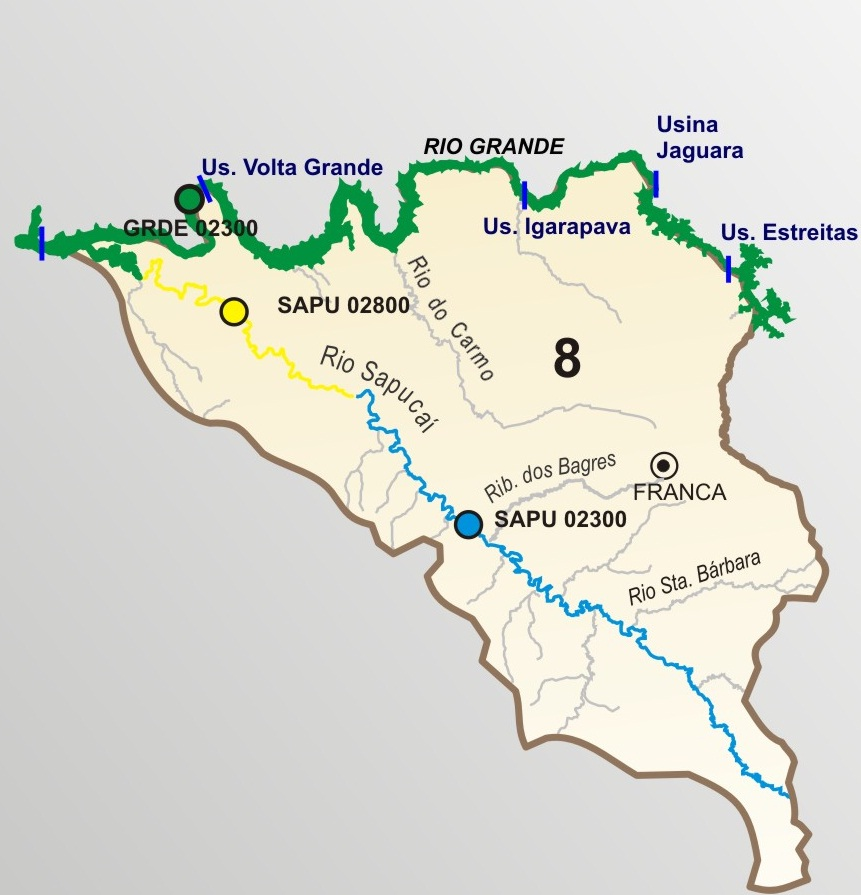 Usina
Jaguara
RIO GRANDE
Us. Volta Grande
GRDE 02300
Us. Igarapava
Us. Estreitas
SAPU 02800
Rio do Carmo
Rio Sapucaí
8
Rib. dos Bagres
FRANCA
SAPU 02300
Rio Sta. Bárbara